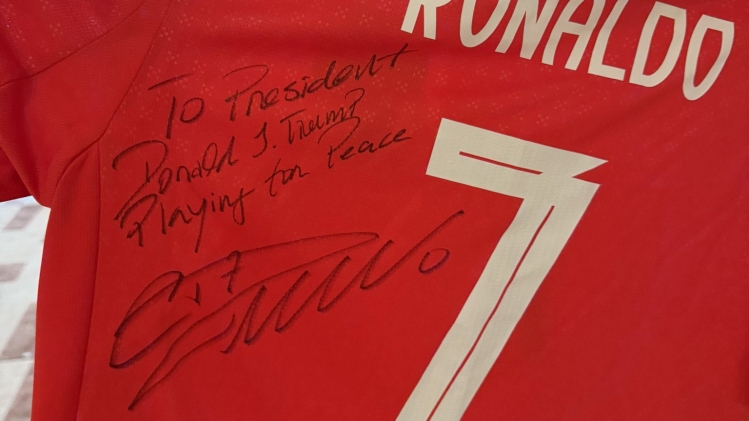 RONALDO
To President
Donald J. Trump
Playing for Peace
7